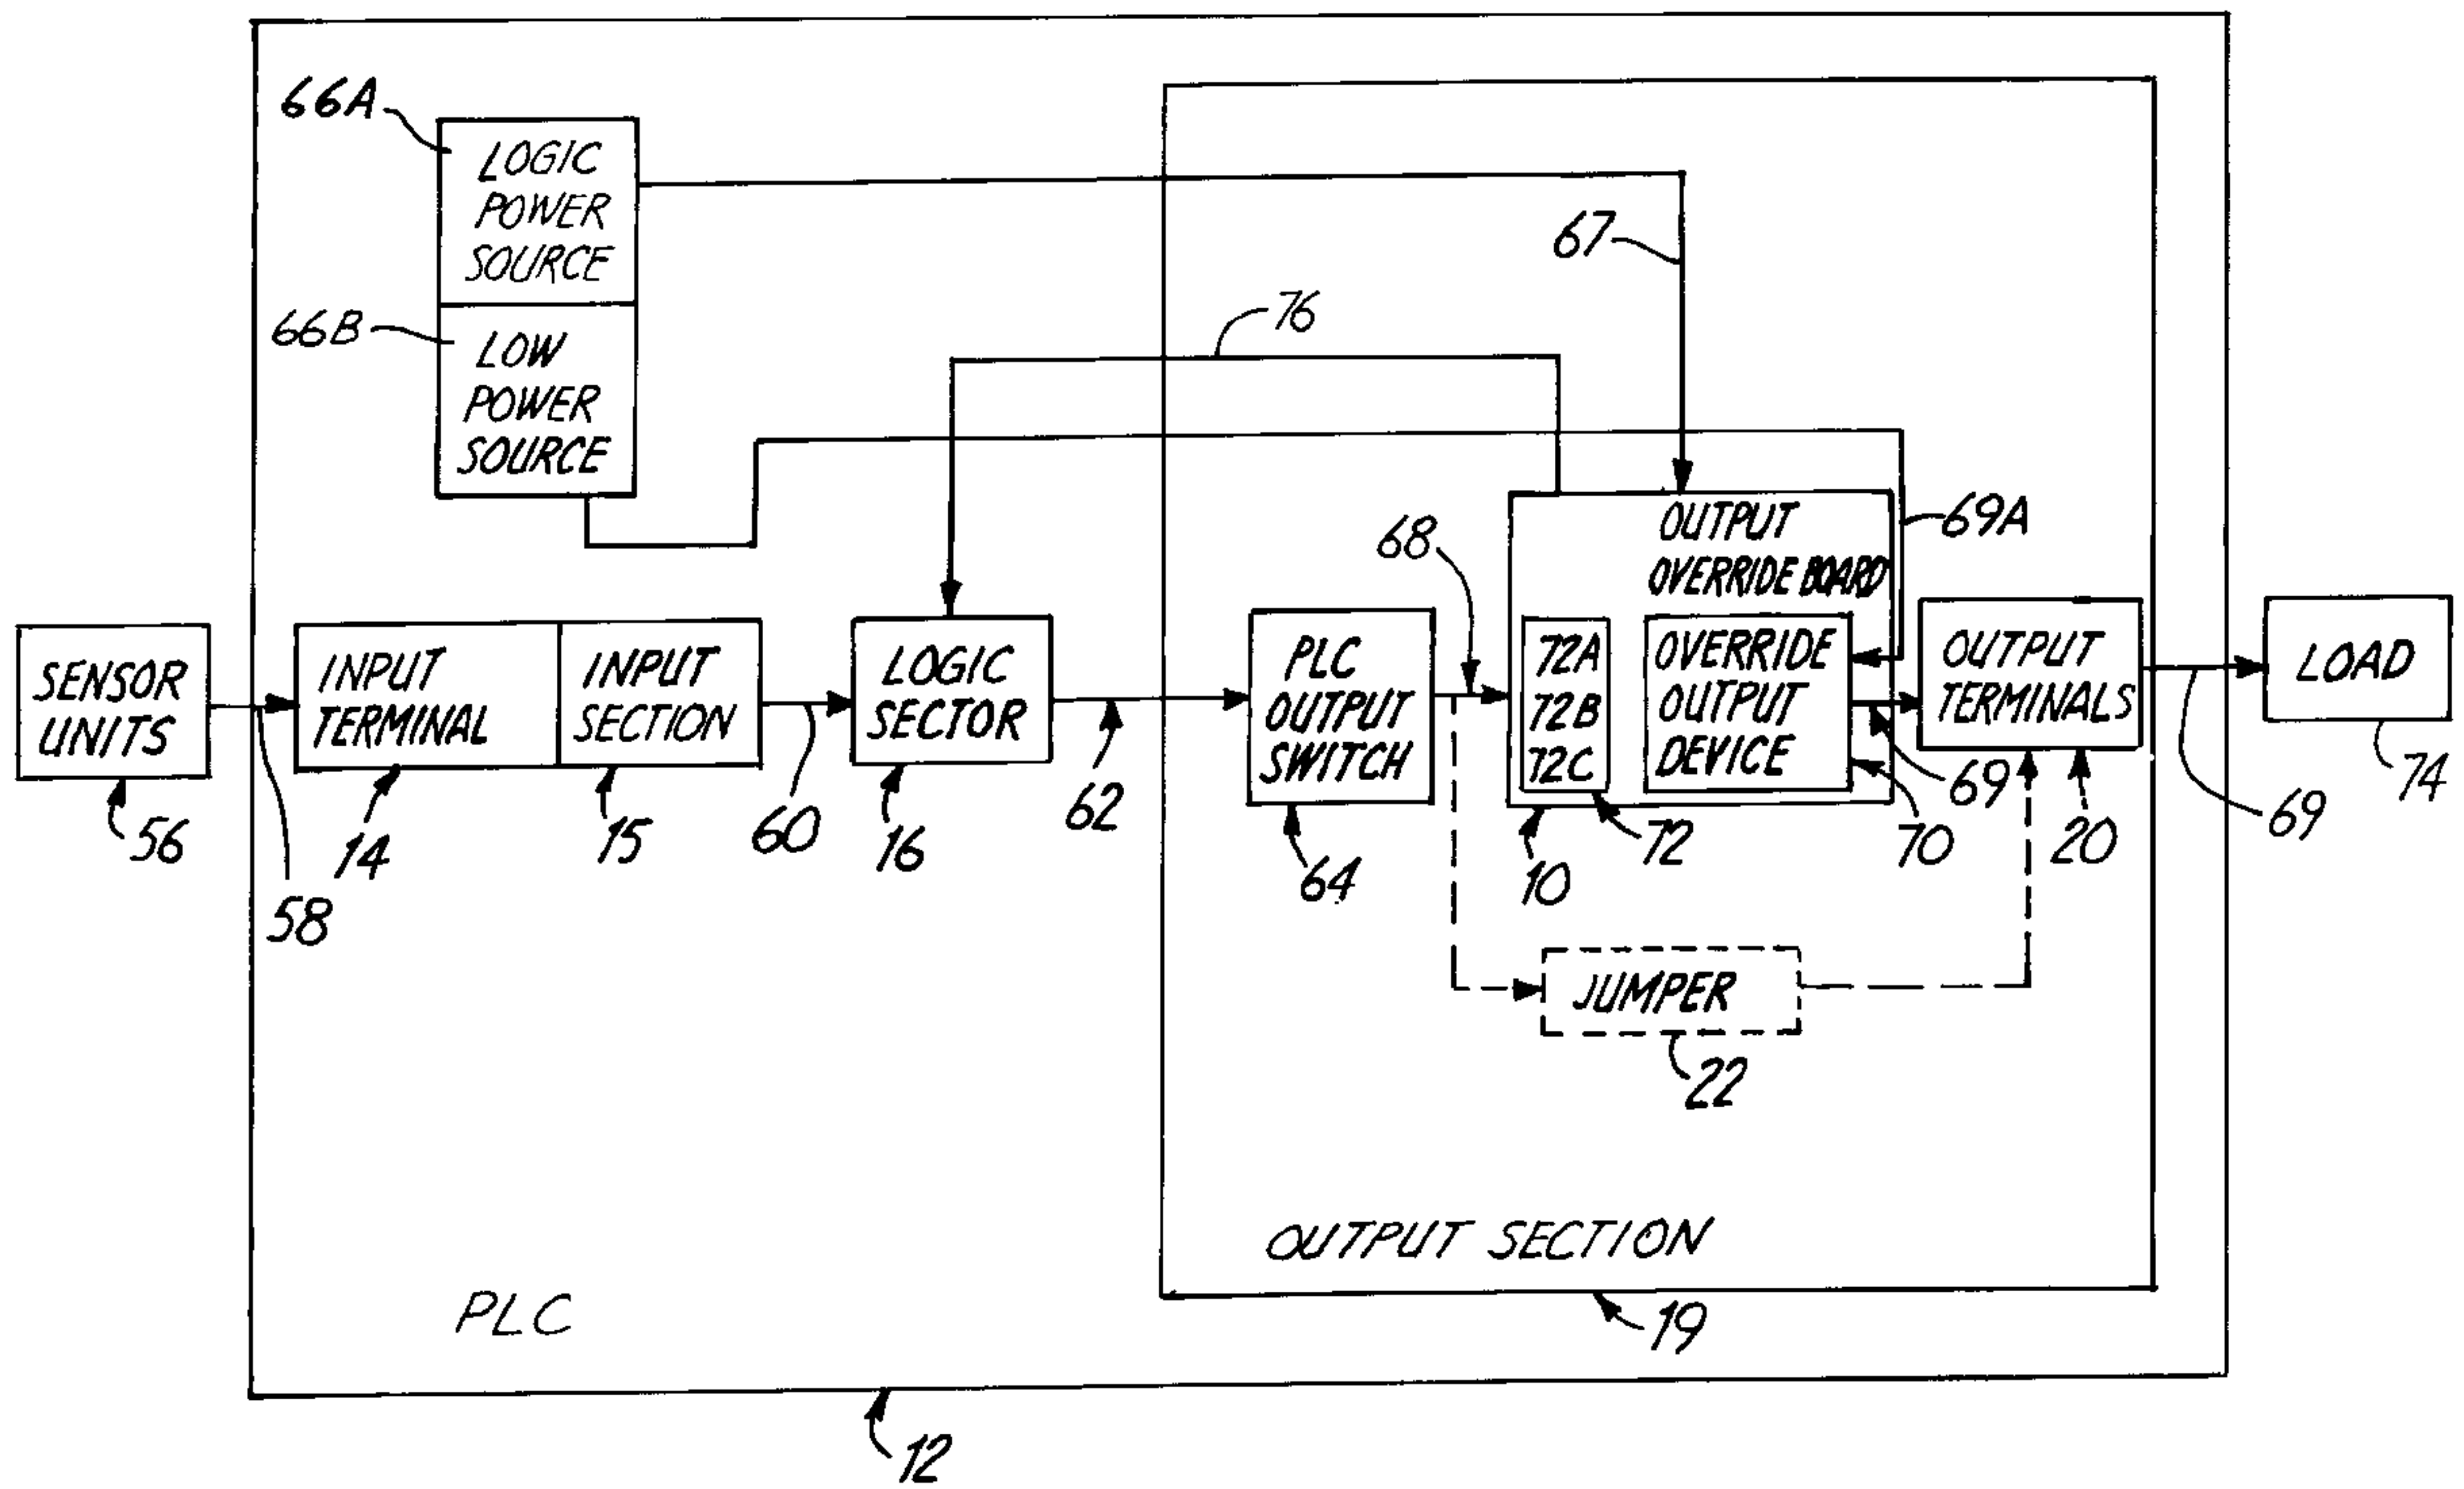 66A
LOGIC
POWER
SOURCE
66B
LOW
POWER
SOURCE
67
76
69A
68
OUTPUT
OVERRIDE BOARD
SENSOR
UNITS
56
58
INPUT
TERMINAL
14
INPUT
SECTION
15
60
LOGIC
SECTOR
16
62
PLC
OUTPUT
SWITCH
64
72A
72B
72C
72
10
OVERRIDE
OUTPUT
DEVICE
70
69
OUTPUT
TERMINALS
20
69
LOAD
74
JUMPER
22
OUTPUT SECTION
19
PLC
12